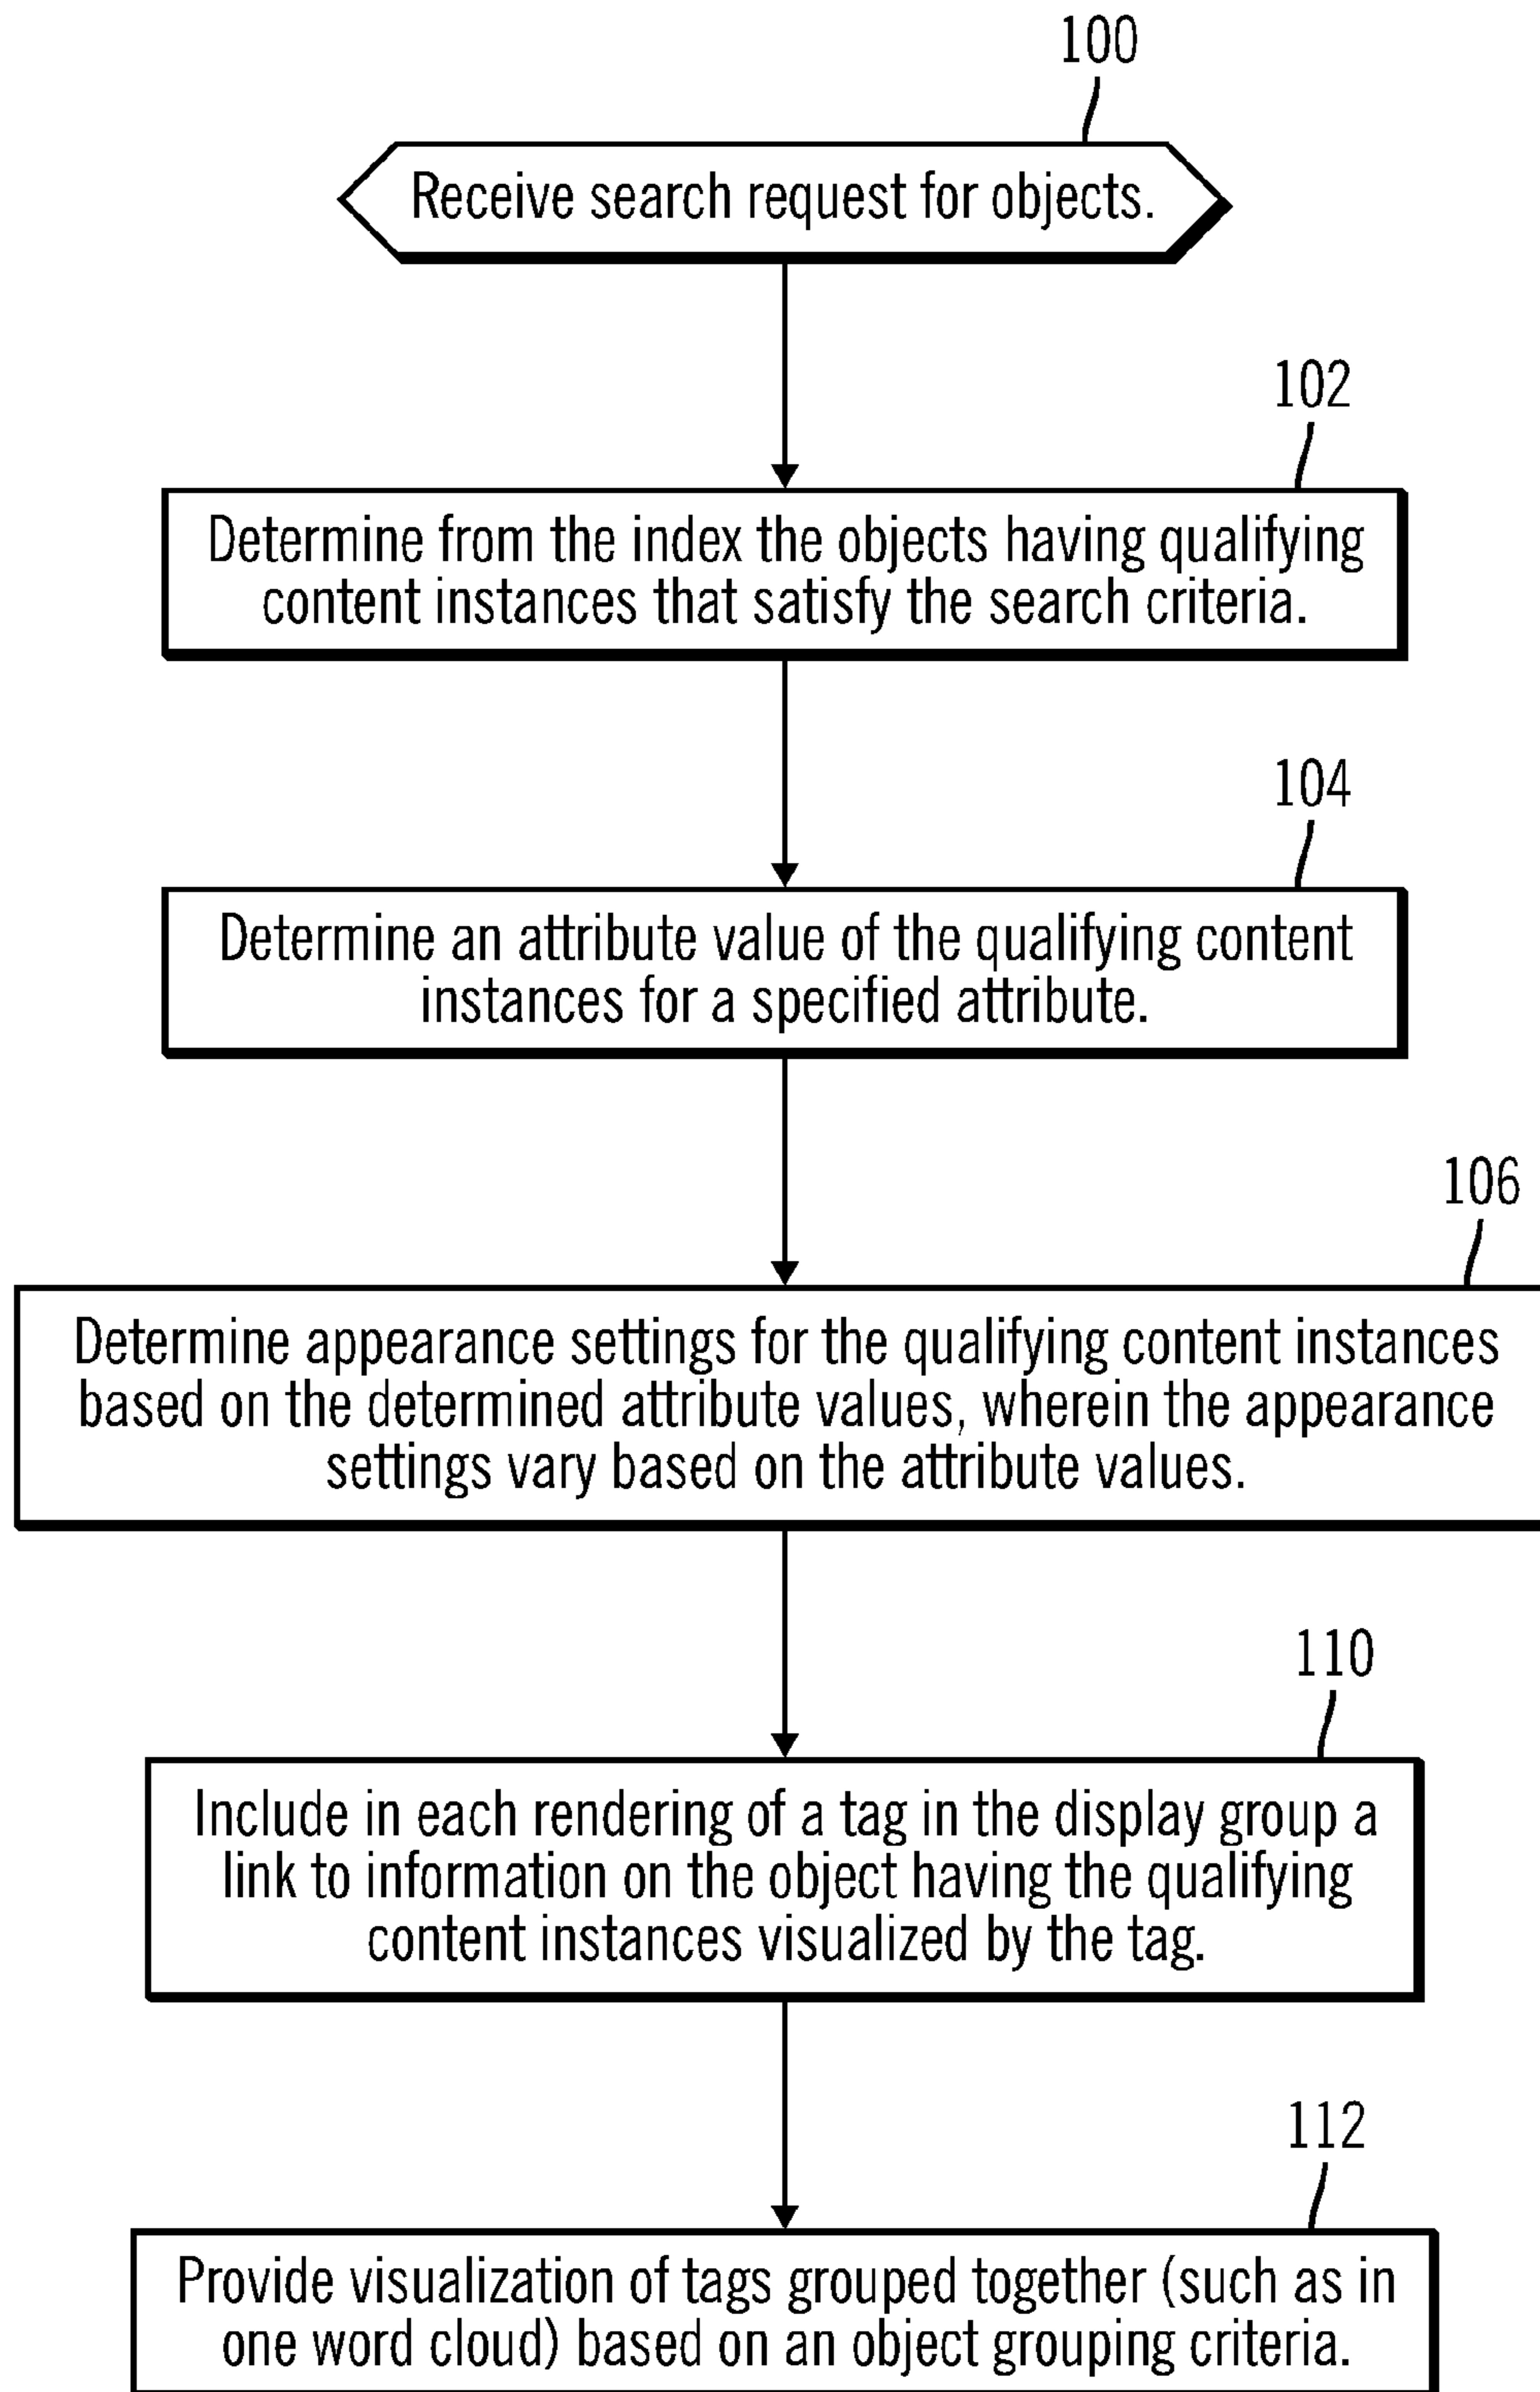 100
Receive search request for objects.
102
Determine from the index the objects having qualifying
content instances that satisfy the search criteria.
104
Determine an attribute value of the qualifying content
instances for a specified attribute.
106
Determine appearance settings for the qualifying content instances
based on the determined attribute values, wherein the appearance
settings vary based on the attribute values.
110
Include in each rendering of a tag in the display group a
link to information on the object having the qualifying
content instances visualized by the tag.
112
Provide visualization of tags grouped together (such as in
one word cloud) based on an object grouping criteria.